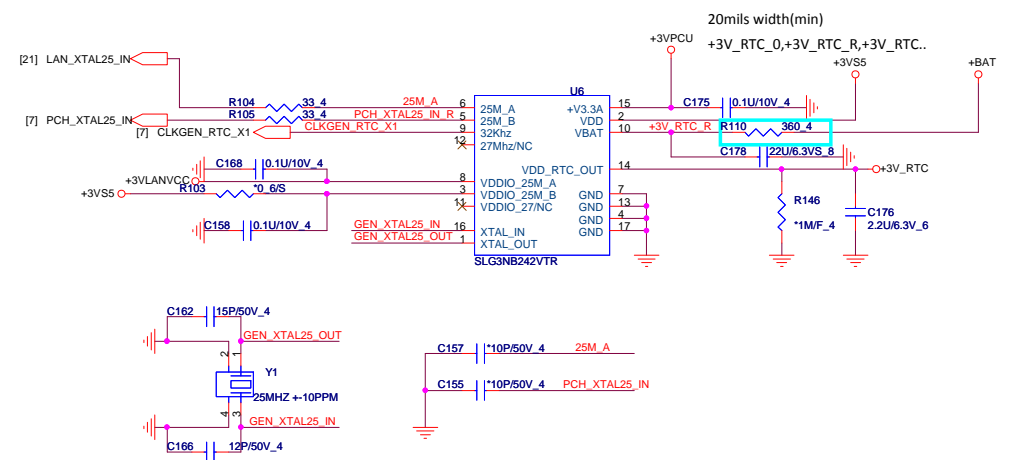 20mils width(min)
+3V_RTC_0,+3V_RTC_R,+3V_RTC..
+3VPCU
+3VS5
+BAT
[21] LAN_XTAL25_IN
[7] PCH_XTAL25_IN
[7] CLKGEN_RTC_X1
R104 33_4 25M_A
R105 33_4 PCH_XTAL25_IN_R
CLKGEN_RTC_X1
U6
6 25M_A
5 25M_B
9 32Khz
12 27Mhz/NC
8 VDDIO_25M_A
3 VDDIO_25M_B
11 VDDIO_27/NC
16 XTAL_IN
1 XTAL_OUT
+V3.3A 15
VDD 2
VBAT 10
VDD_RTC_OUT 14
GND 7
GND 13
GND 4
GND 17
SLG3NB242VTR
C175 0.1U/10V_4
+3V_RTC_R R110 360_4
C178 22U/6.3VS_8
+3V_RTC
R146
*1M/F_4
C176
2.2U/6.3V_6
C168 0.1U/10V_4
+3VLANVCC
+3VS5 R103 *0_6/S
C158 0.1U/10V_4
GEN_XTAL25_IN
GEN_XTAL25_OUT
C162 15P/50V_4
GEN_XTAL25_OUT
2 1
Y1
25MHZ +-10PPM
4 3
GEN_XTAL25_IN
C166 12P/50V_4
C157 *10P/50V_4 25M_A
C155 *10P/50V_4 PCH_XTAL25_IN